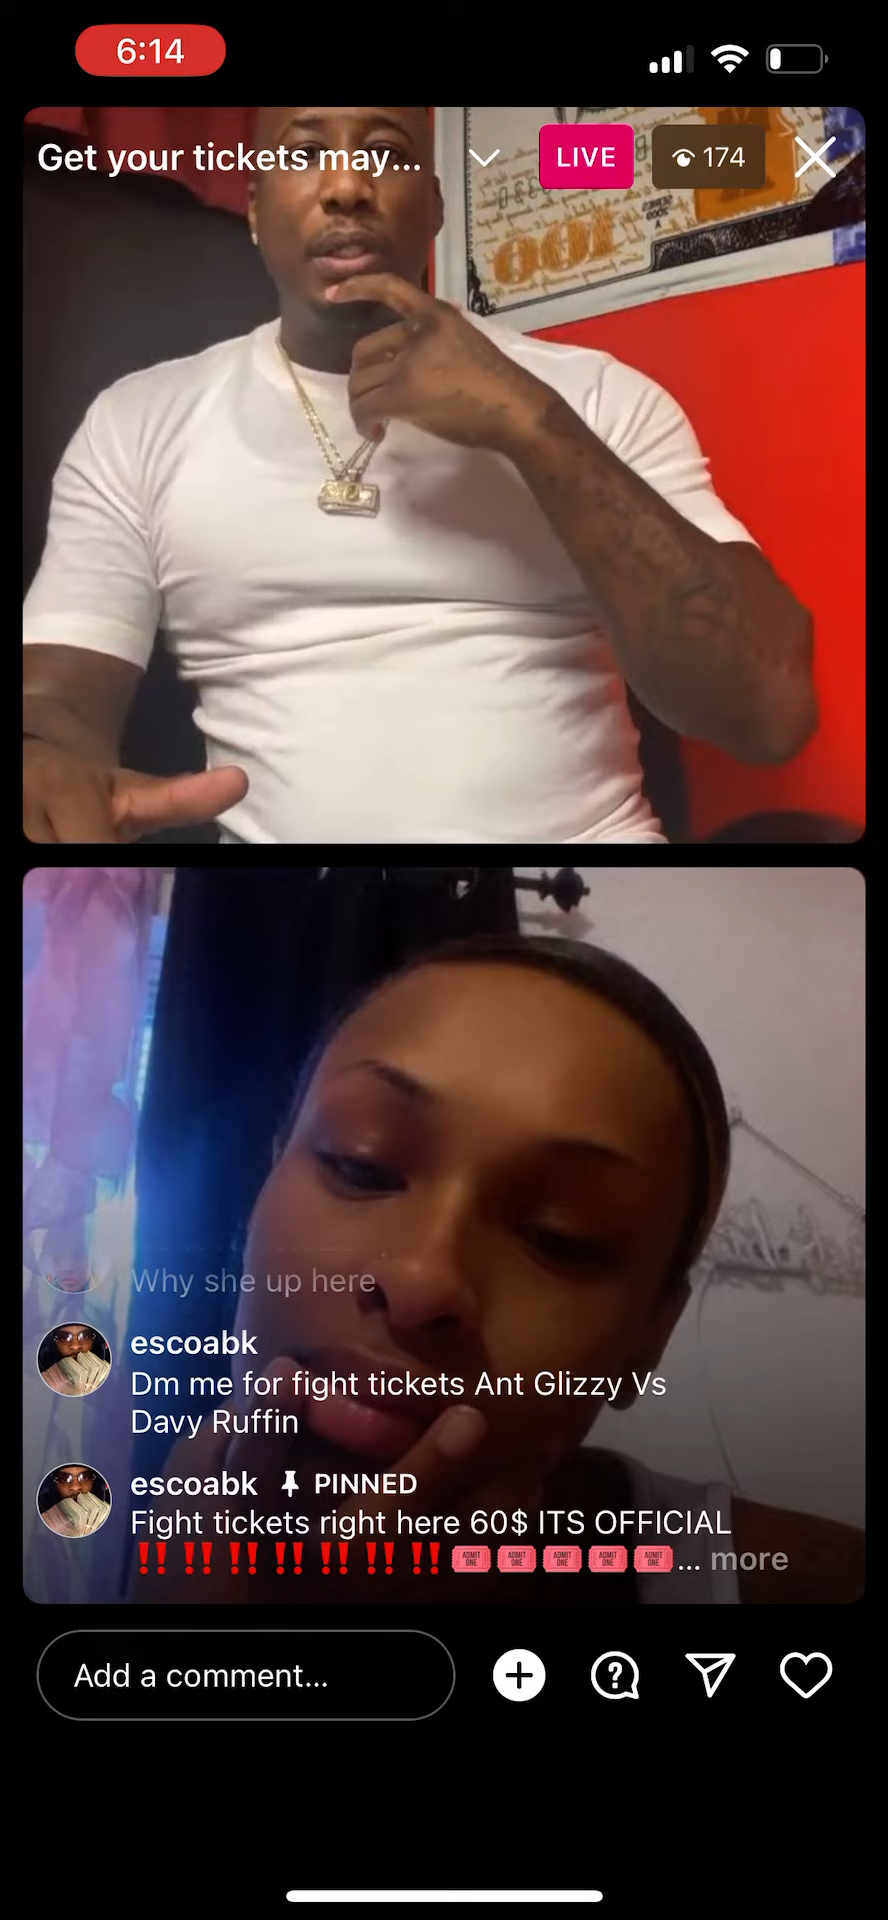 6:14
Get your tickets may...
LIVE
174
100
Why she up here
escoabk
Dm me for fight tickets Ant Glizzy Vs
Davy Ruffin
escoabk PINNED
Fight tickets right here 60$ ITS OFFICIAL
‼️‼️‼️‼️‼️‼️‼️🎟️🎟️🎟️🎟️🎟️... more
Add a comment...